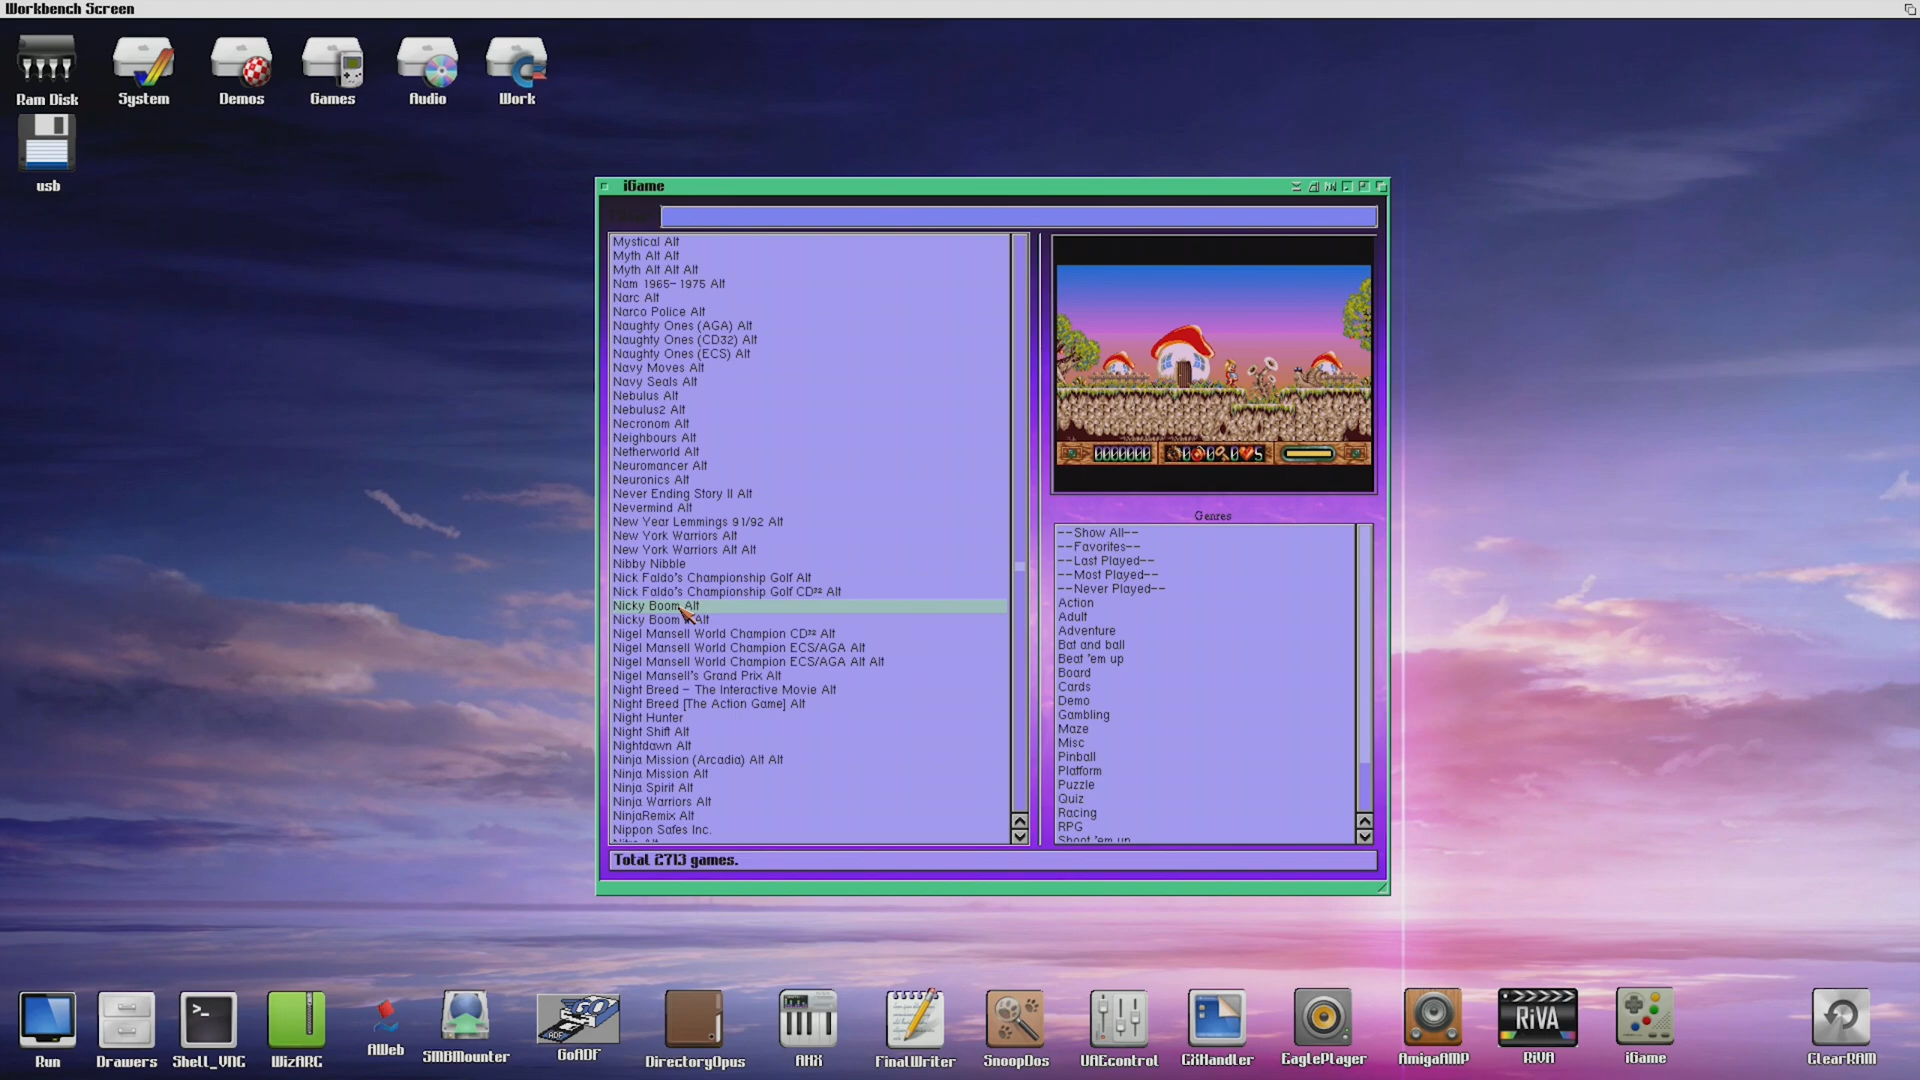 Workbench Screen
Ram Disk
System
Demos
Games
Audio
Work
usb
iGame
Mystical Alt
Myth Alt Alt
Myth Alt Alt Alt
Nam 1965-1975 Alt
Narc Alt
Narco Police Alt
Naughty Ones (AGA) Alt
Naughty Ones (CD32) Alt
Naughty Ones (ECS) Alt
Navy Moves Alt
Navy Seals Alt
Nebulus Alt
Nebulus2 Alt
Necronom Alt
Neighbours Alt
Netherworld Alt
Neuromancer Alt
Neuronics Alt
Never Ending Story II Alt
Nevermind Alt
New Year Lemmings 91/92 Alt
New York Warriors Alt
New York Warriors Alt Alt
Nibby Nibble
Nick Faldo's Championship Golf Alt
Nick Faldo's Championship Golf CD³² Alt
Nicky Boom Alt
Nicky Boom Alt
Nigel Mansell World Champion CD³² Alt
Nigel Mansell World Champion ECS/AGA Alt
Nigel Mansell World Champion ECS/AGA Alt Alt
Nigel Mansell's Grand Prix Alt
Night Breed - The Interactive Movie Alt
Night Breed [The Action Game] Alt
Night Hunter
Night Shift Alt
Nightdawn Alt
Ninja Mission (Arcadia) Alt Alt
Ninja Mission Alt
Ninja Spirit Alt
Ninja Warriors Alt
NinjaRemix Alt
Nippon Safes Inc.
0000000
0
0
5
Genres
--Show All--
--Favorites--
--Last Played--
--Most Played--
--Never Played--
Action
Adult
Adventure
Bat and ball
Beat 'em up
Board
Cards
Demo
Gambling
Maze
Misc
Pinball
Platform
Puzzle
Quiz
Racing
RPG
Shoot 'em up
Total 2713 games.
Run
Drawers
Shell_VNC
WizARC
AWeb
SMBMounter
GO
ADF
GoADF
DirectoryOpus
AHX
FinalWriter
SnoopDos
UAEcontrol
CXHandler
EaglePlayer
AmigaAMP
RiVA
RiVA
iGame
ClearRAM